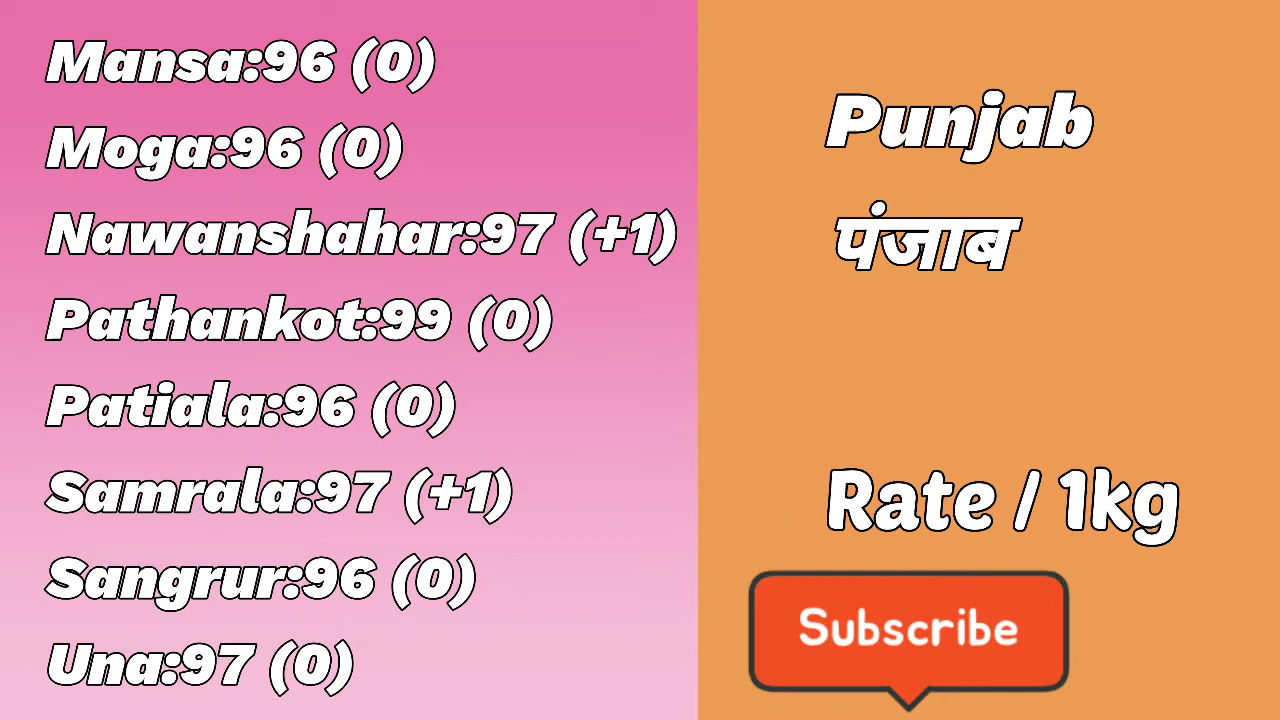 Mansa:96 (0)
Moga:96 (0)
Nawanshahar:97 (+1)
Pathankot:99 (0)
Patiala:96 (0)
Samrala:97 (+1)
Sangrur:96 (0)
Una:97 (0)
Punjab
पंजाब
Rate / 1kg
Subscribe